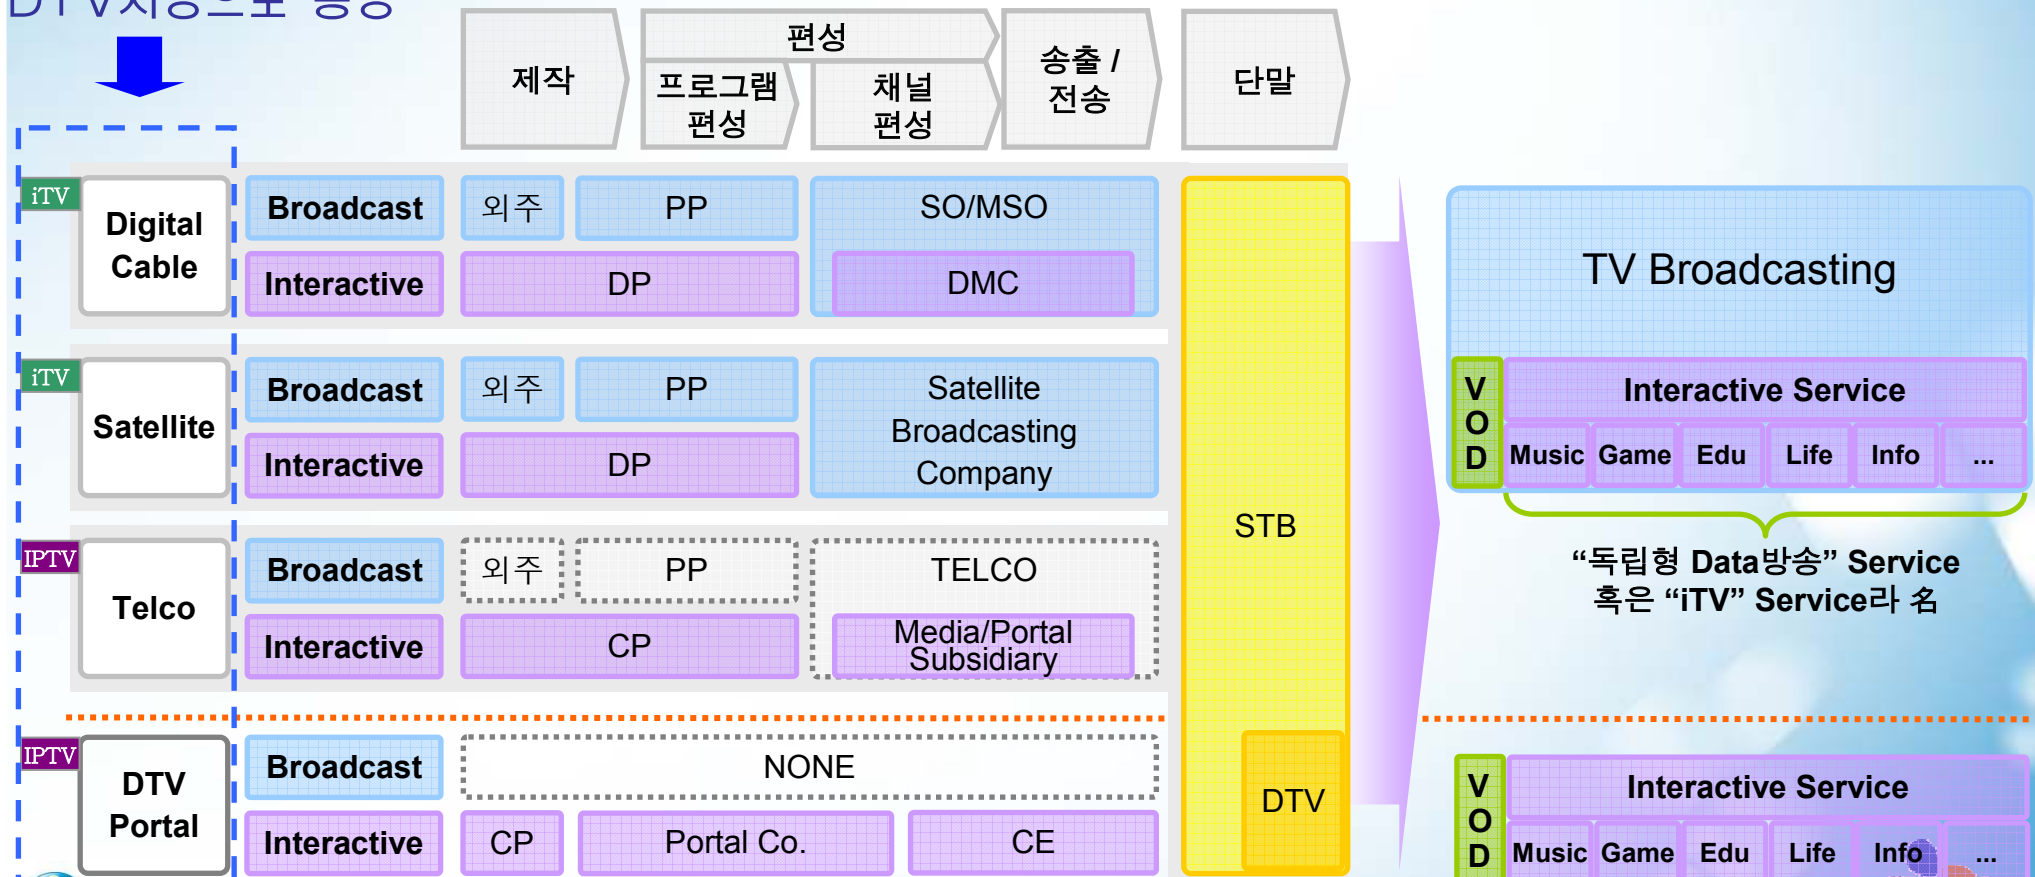 편성
제작
프로그램
편성
채널
편성
송출 /
전송
단말
iTV
Digital
Cable
Broadcast
외주
PP
SO/MSO
Interactive
DP
DMC
iTV
Satellite
Broadcast
외주
PP
Satellite
Broadcasting
Company
Interactive
DP
IPTV
Telco
Broadcast
외주
PP
TELCO
Interactive
CP
Media/Portal
Subsidiary
IPTV
DTV
Portal
Broadcast
NONE
Interactive
CP
Portal Co.
CE
STB
DTV
TV Broadcasting
VOD
Interactive Service
Music Game Edu Life Info ...
“독립형 Data방송” Service
혹은 “iTV” Service라 名
VOD
Interactive Service
Music Game Edu Life Info ...